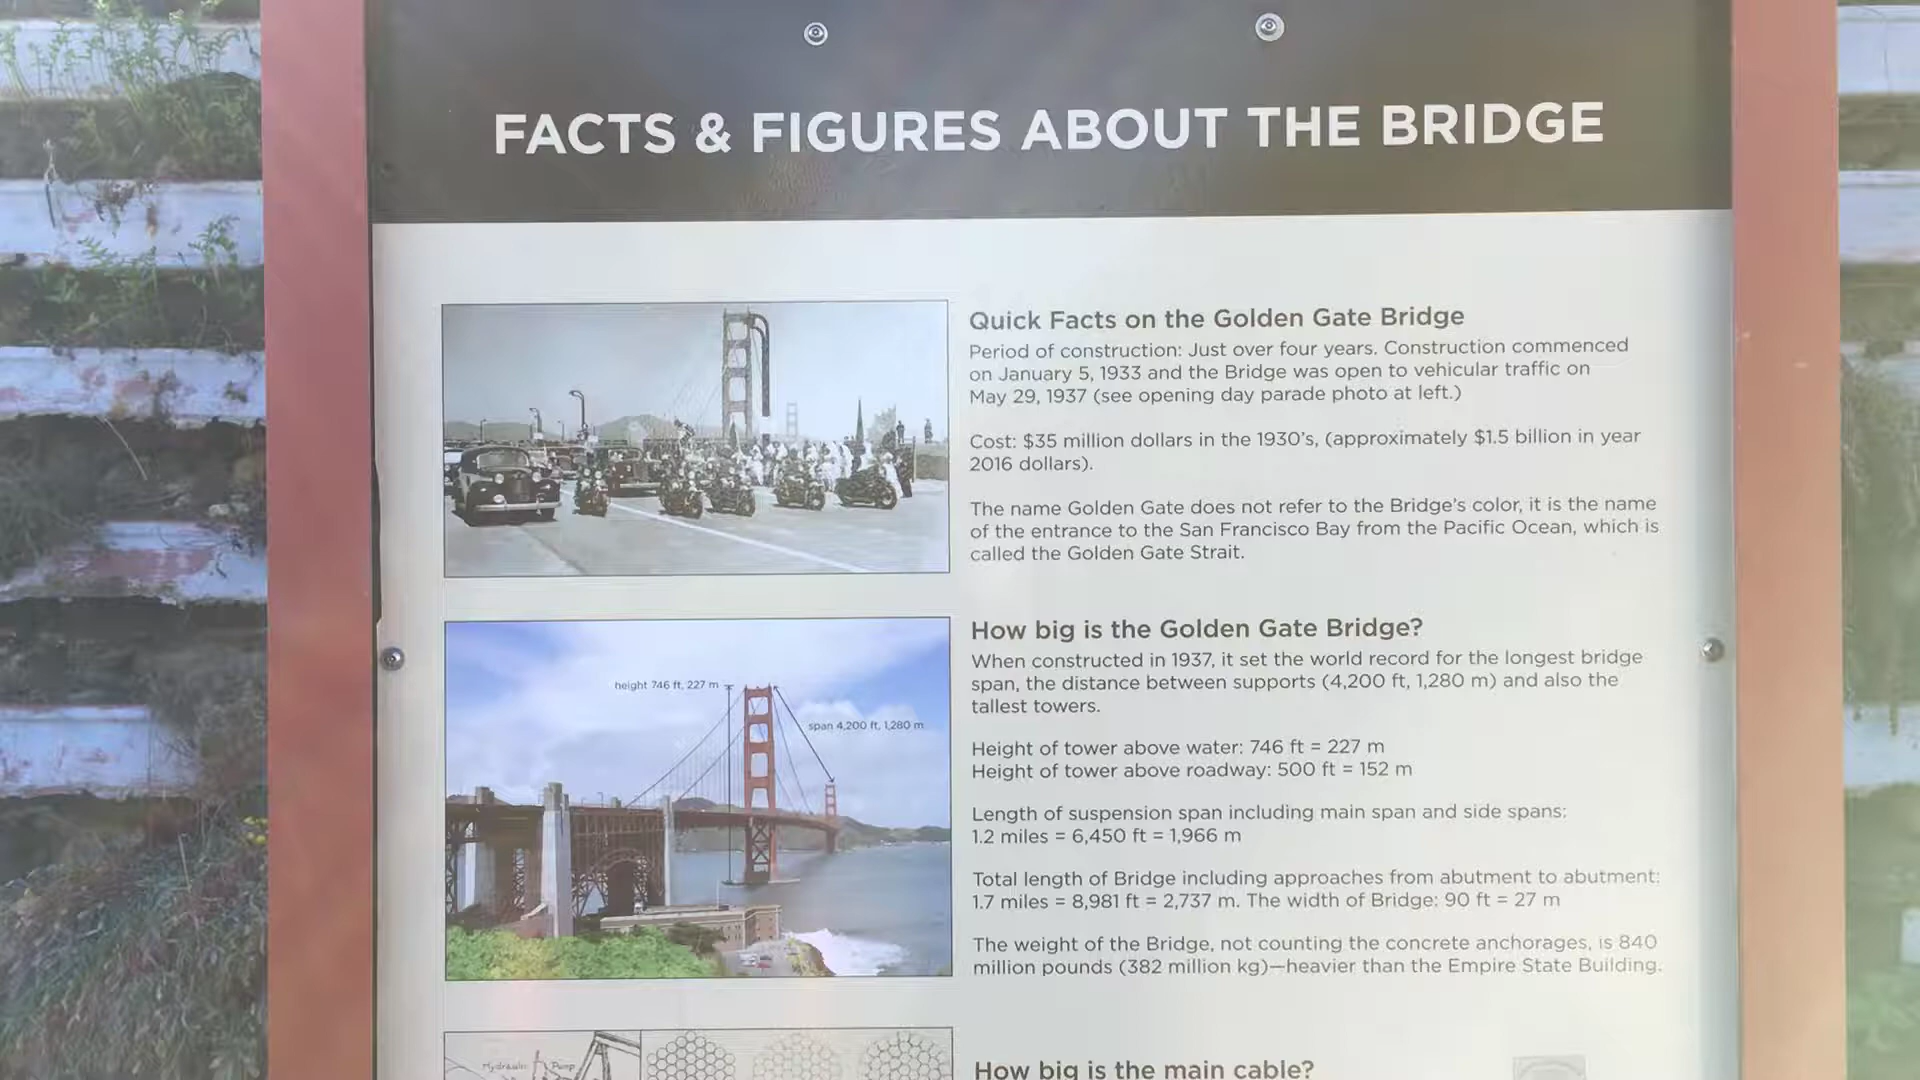 FACTS & FIGURES ABOUT THE BRIDGE
Quick Facts on the Golden Gate Bridge
Period of construction: Just over four years. Construction commenced
on January 5, 1933 and the Bridge was open to vehicular traffic on
May 29, 1937 (see opening day parade photo at left.)
Cost: $35 million dollars in the 1930's, (approximately $1.5 billion in year
2016 dollars).
The name Golden Gate does not refer to the Bridge's color, it is the name
of the entrance to the San Francisco Bay from the Pacific Ocean, which is
called the Golden Gate Strait.
height 746 ft, 227 m
span 4,200 ft, 1,280 m
How big is the Golden Gate Bridge?
When constructed in 1937, it set the world record for the longest bridge
span, the distance between supports (4,200 ft, 1,280 m) and also the
tallest towers.
Height of tower above water: 746 ft = 227 m
Height of tower above roadway: 500 ft = 152 m
Length of suspension span including main span and side spans:
1.2 miles = 6,450 ft = 1,966 m
Total length of Bridge including approaches from abutment to abutment:
1.7 miles = 8,981 ft = 2,737 m. The width of Bridge: 90 ft = 27 m
The weight of the Bridge, not counting the concrete anchorages, is 840
million pounds (382 million kg)—heavier than the Empire State Building.
Hydraulic Pump
How big is the main cable?